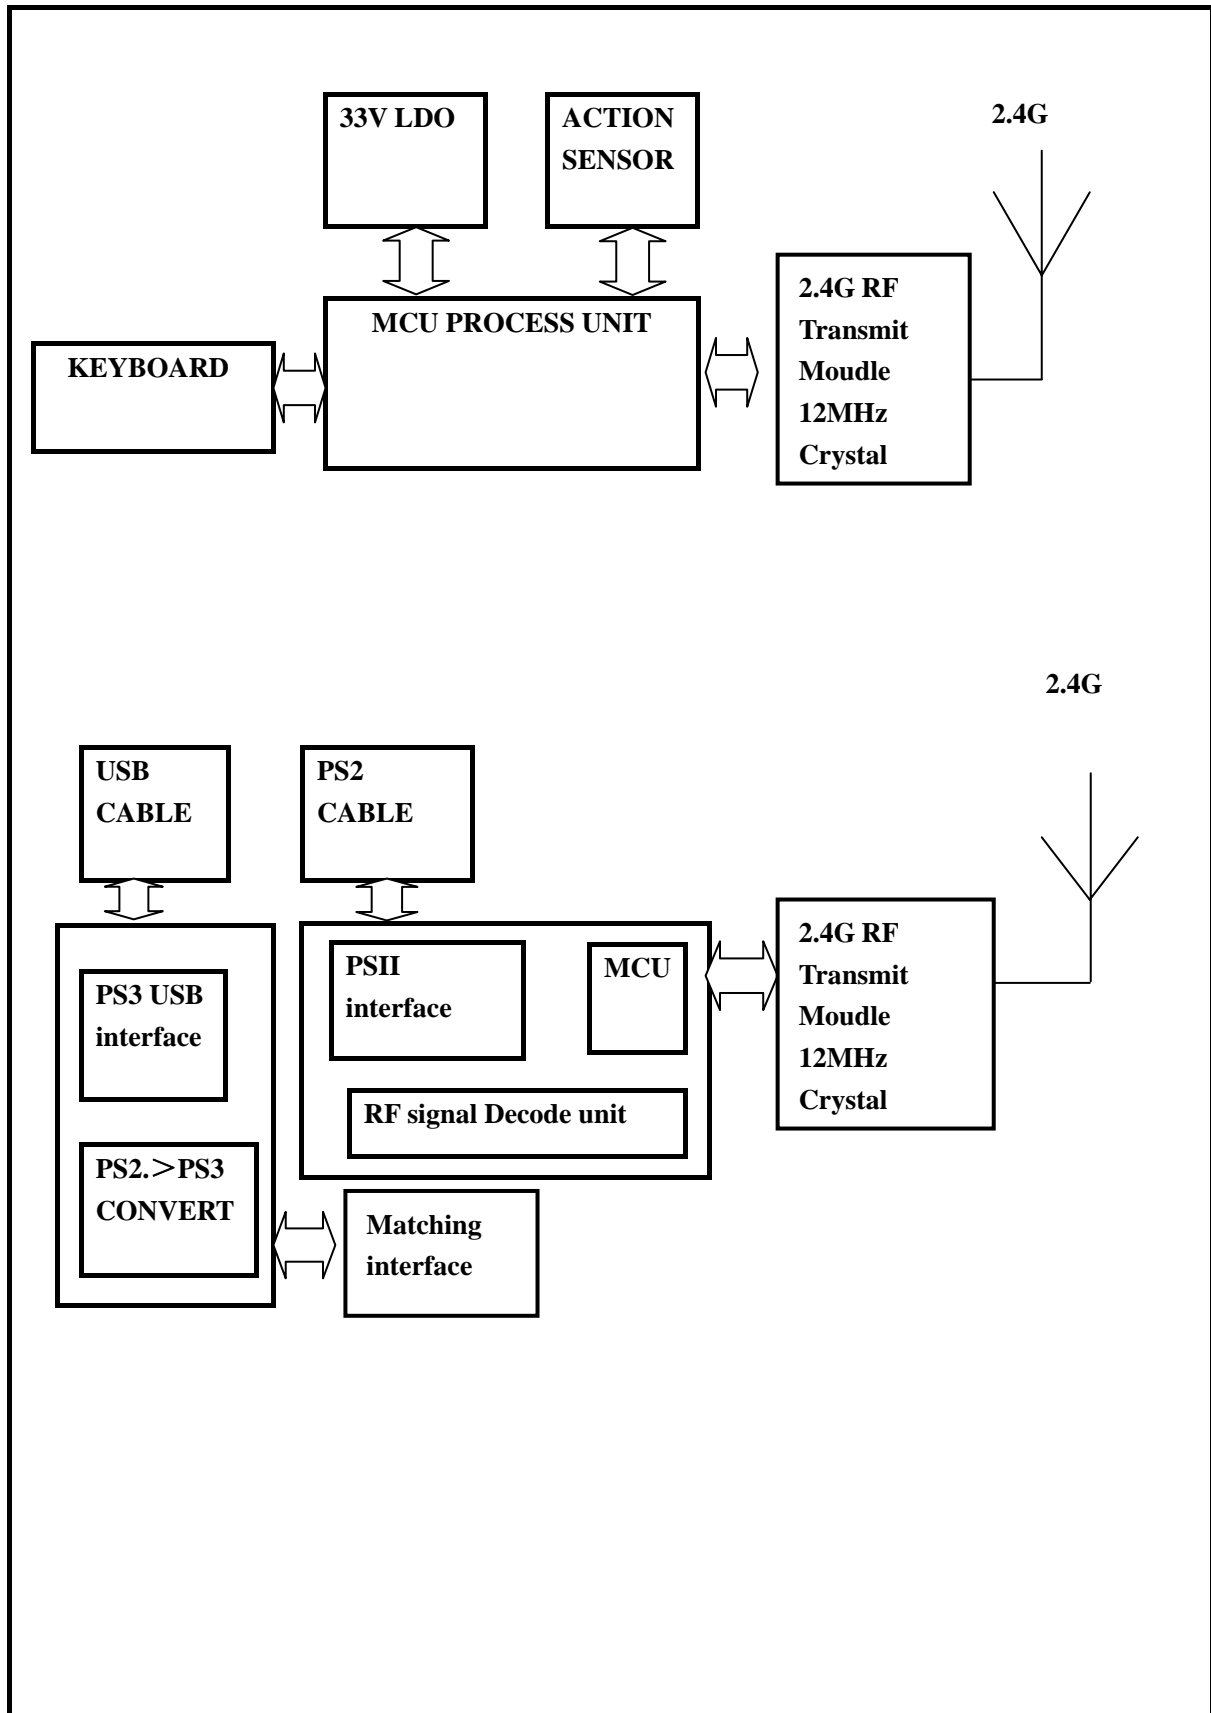 33V LDO
ACTION
SENSOR
2.4G
MCU PROCESS UNIT
KEYBOARD
2.4G RF
Transmit
Moudle
12MHz
Crystal
2.4G
USB
CABLE
PS2
CABLE
PS3 USB
interface
PS2.＞PS3
CONVERT
PSII
interface
MCU
RF signal Decode unit
Matching
interface
2.4G RF
Transmit
Moudle
12MHz
Crystal